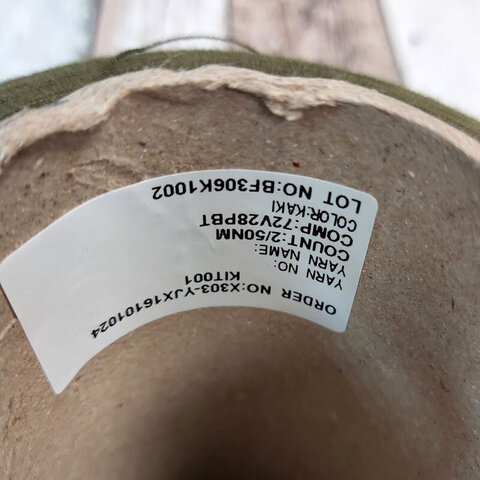 ORDER NO:X303-YJX16101024
KIT001
YARN NO:
YARN NAME:
COUNT:2/50NM
COMP:72V28PBT
COLOR:KAKI
LOT NO:BF306K1002